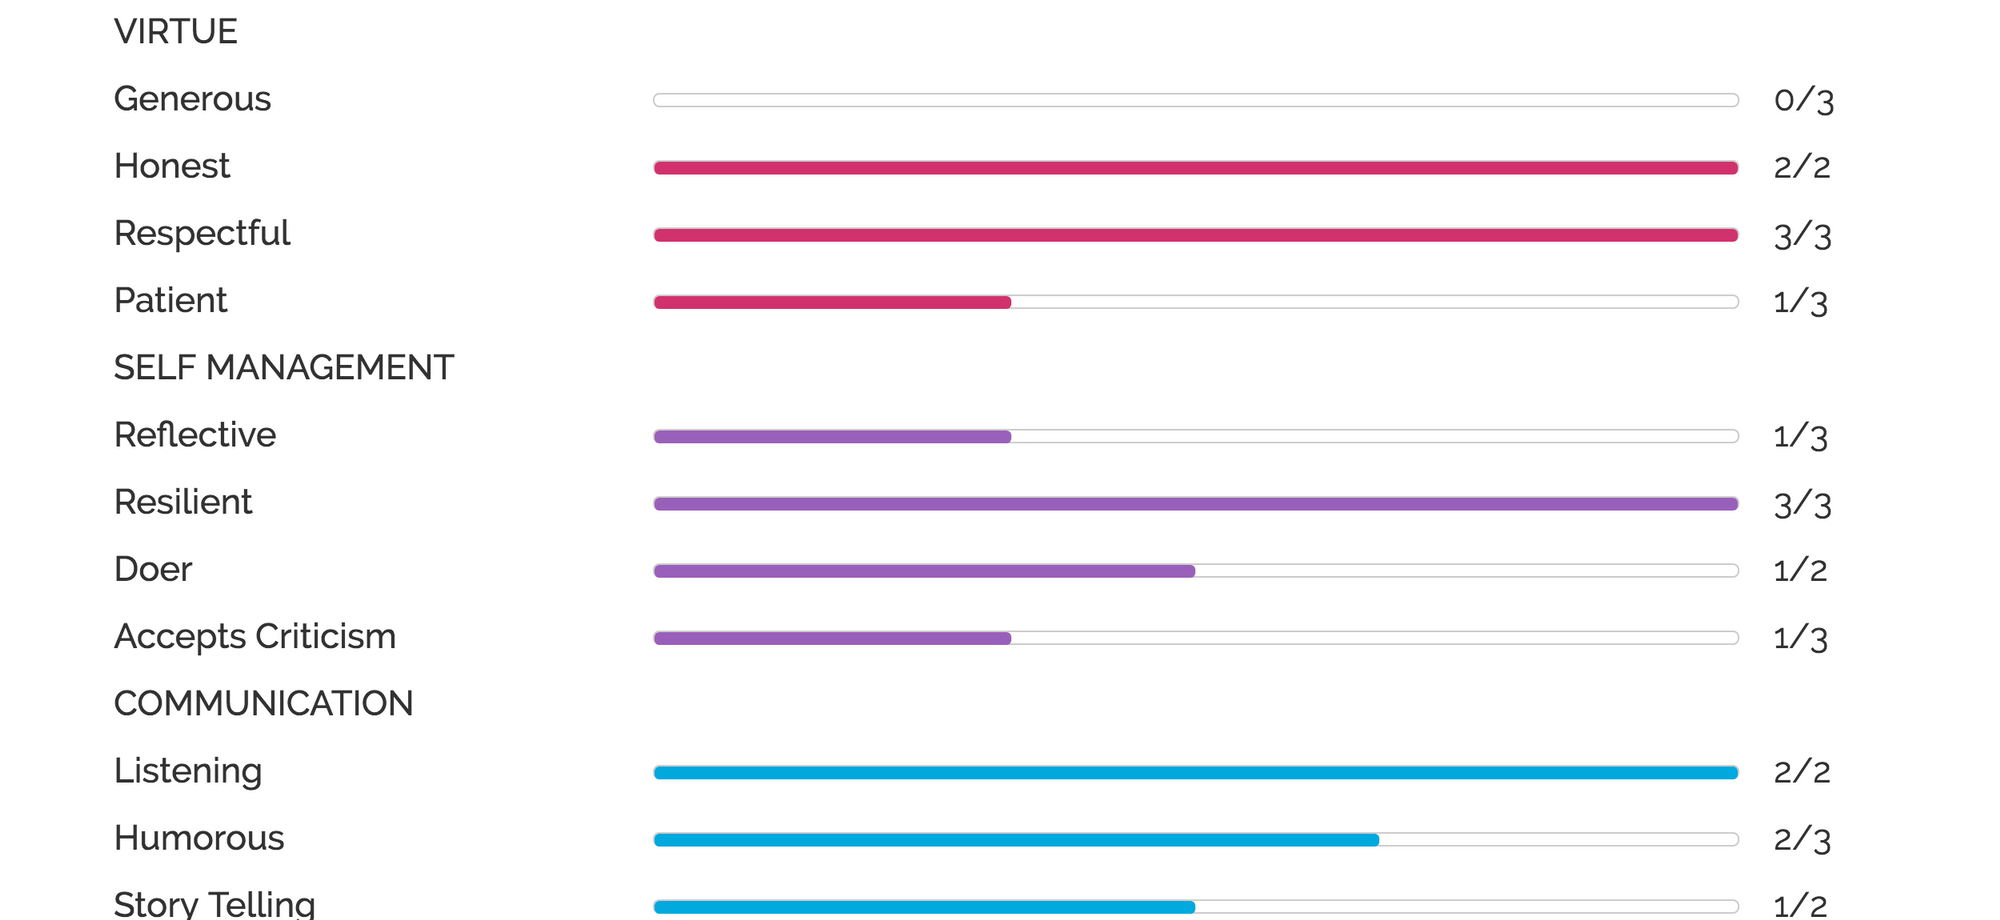 VIRTUE
Generous 0/3
Honest 2/2
Respectful 3/3
Patient 1/3
SELF MANAGEMENT
Reflective 1/3
Resilient 3/3
Doer 1/2
Accepts Criticism 1/3
COMMUNICATION
Listening 2/2
Humorous 2/3
Story Telling 1/2